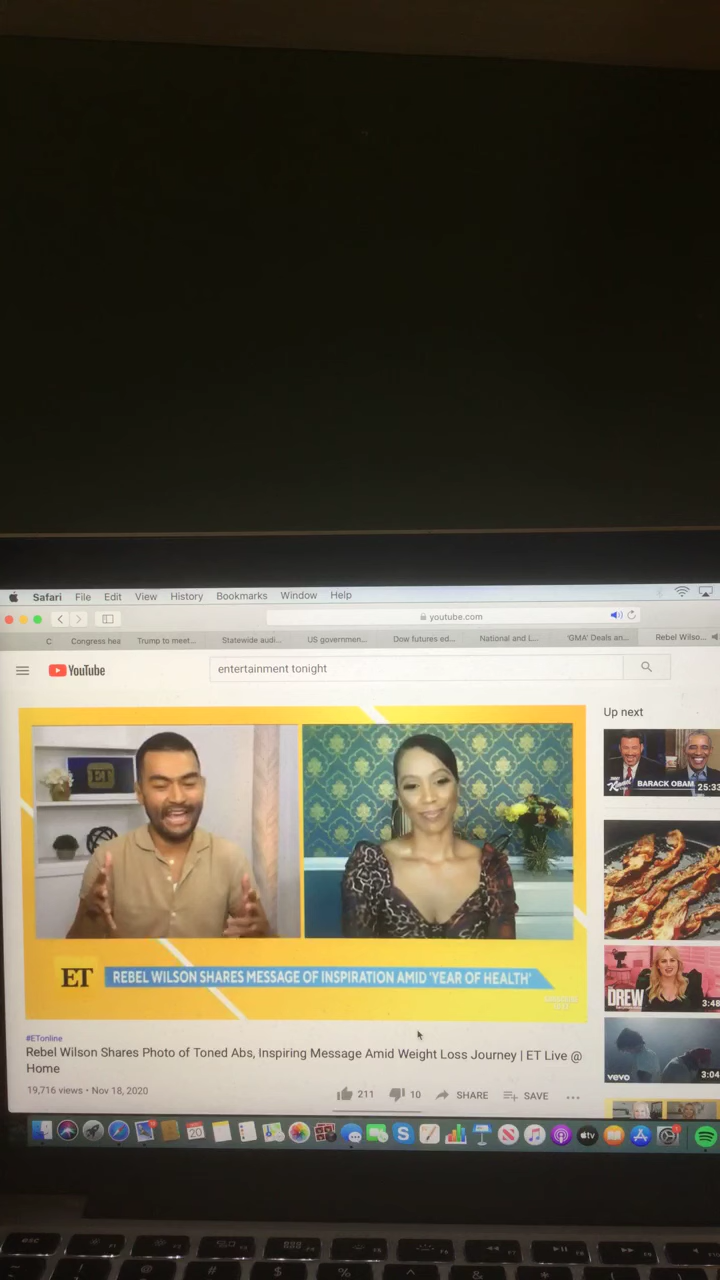 Safari File Edit View History Bookmarks Window Help
youtube.com
C Congress hea Trump to meet... Statewide audi... US governmen... Dow futures ed... National and L... 'GMA' Deals an... Rebel Wilso...
YouTube
entertainment tonight
Up next
ET
BARACK OBAM
25:33
ET REBEL WILSON SHARES MESSAGE OF INSPIRATION AMID 'YEAR OF HEALTH'
DREW
3:48
#ETonline
Rebel Wilson Shares Photo of Toned Abs, Inspiring Message Amid Weight Loss Journey | ET Live @
Home
vevo
3:04
19,716 views • Nov 18, 2020
211 10 SHARE SAVE ...
20
tv
esc
@ # $ % ^ &